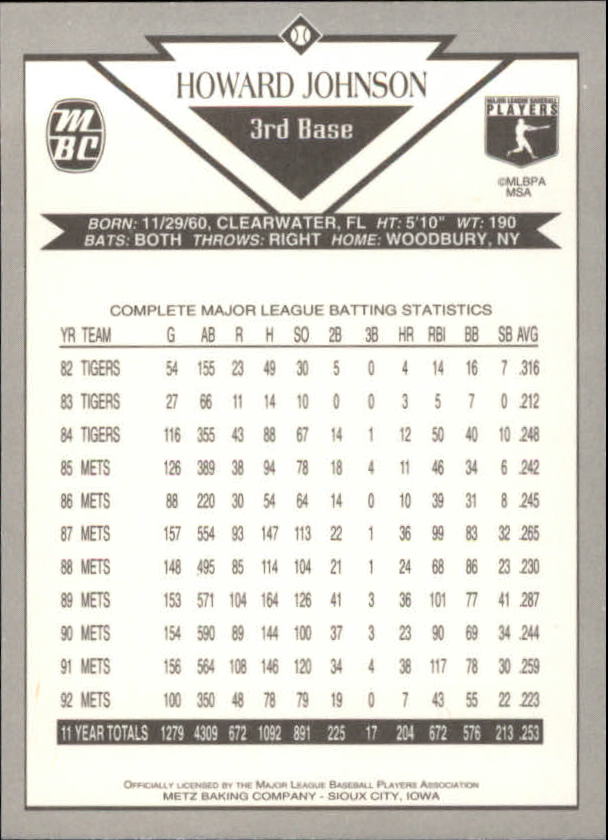 HOWARD JOHNSON
3rd Base
M
BC
MAJOR LEAGUE BASEBALL
PLAYERS
©MLBPA
MSA
BORN: 11/29/60, CLEARWATER, FL HT: 5'10" WT: 190
BATS: BOTH THROWS: RIGHT HOME: WOODBURY, NY
COMPLETE MAJOR LEAGUE BATTING STATISTICS
YR TEAM G AB R H SO 2B 3B HR RBI BB SB AVG
82 TIGERS 54 155 23 49 30 5 0 4 14 16 7 .316
83 TIGERS 27 66 11 14 10 0 0 3 5 7 0 .212
84 TIGERS 116 355 43 88 67 14 1 12 50 40 10 .248
85 METS 126 389 38 94 78 18 4 11 46 34 6 .242
86 METS 88 220 30 54 64 14 0 10 39 31 8 .245
87 METS 157 554 93 147 113 22 1 36 99 83 32 .265
88 METS 148 495 85 114 104 21 1 24 68 86 23 .230
89 METS 153 571 104 164 126 41 3 36 101 77 41 .287
90 METS 154 590 89 144 100 37 3 23 90 69 34 .244
91 METS 156 564 108 146 120 34 4 38 117 78 30 .259
92 METS 100 350 48 78 79 19 0 7 43 55 22 .223
11 YEAR TOTALS 1279 4309 672 1092 891 225 17 204 672 576 213 .253
OFFICIALLY LICENSED BY THE MAJOR LEAGUE BASEBALL PLAYERS ASSOCIATION
METZ BAKING COMPANY - SIOUX CITY, IOWA